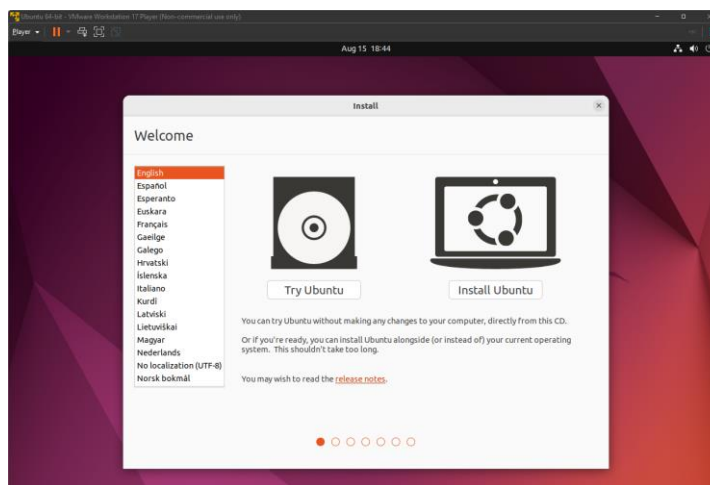 Ubuntu 64-bit - VMware Workstation 17 Player (Non-commercial use only)
Player
Aug 15 18:44
Install
Welcome
English
Español
Esperanto
Euskara
Français
Gaeilge
Galego
Hrvatski
Íslenska
Italiano
Kurdî
Latviski
Lietuviškai
Magyar
Nederlands
No localization (UTF-8)
Norsk bokmål
Try Ubuntu
Install Ubuntu
You can try Ubuntu without making any changes to your computer, directly from this CD.
Or if you're ready, you can install Ubuntu alongside (or instead of) your current operating
system. This shouldn't take too long.
You may wish to read the release notes.